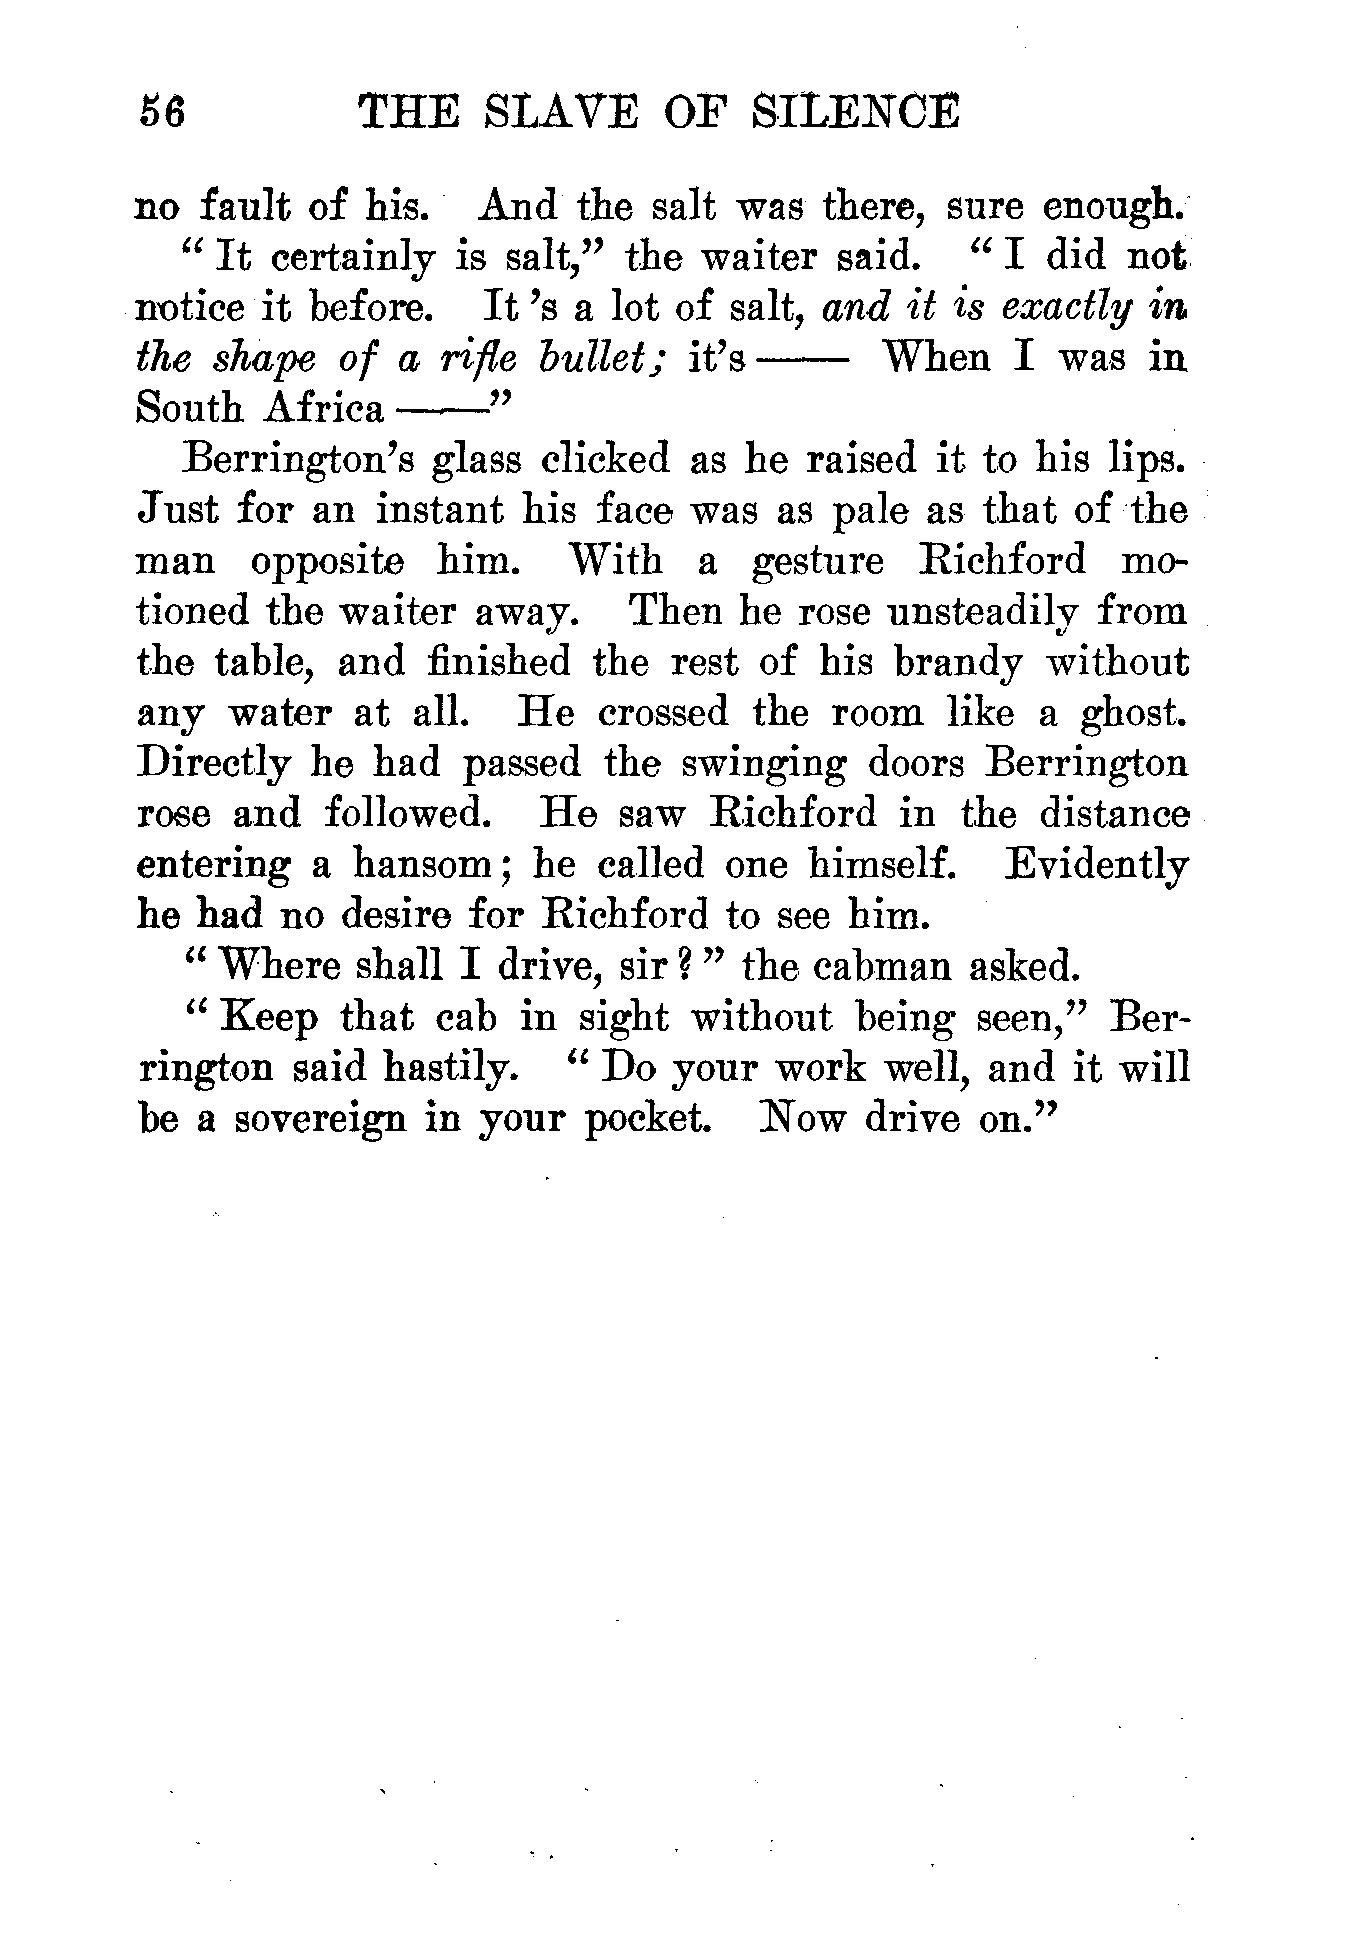 56 THE SLAVE OF SILENCE
no fault of his. And the salt was there, sure enough.
“ It certainly is salt,” the waiter said. “ I did not
notice it before. It ’s a lot of salt, and it is exactly in
the shape of a rifle bullet; it’s —— When I was in
South Africa ——”
Berrington’s glass clicked as he raised it to his lips.
Just for an instant his face was as pale as that of the
man opposite him. With a gesture Richford mo-
tioned the waiter away. Then he rose unsteadily from
the table, and finished the rest of his brandy without
any water at all. He crossed the room like a ghost.
Directly he had passed the swinging doors Berrington
rose and followed. He saw Richford in the distance
entering a hansom; he called one himself. Evidently
he had no desire for Richford to see him.
“ Where shall I drive, sir ? ” the cabman asked.
“ Keep that cab in sight without being seen,” Ber-
rington said hastily. “ Do your work well, and it will
be a sovereign in your pocket. Now drive on.”